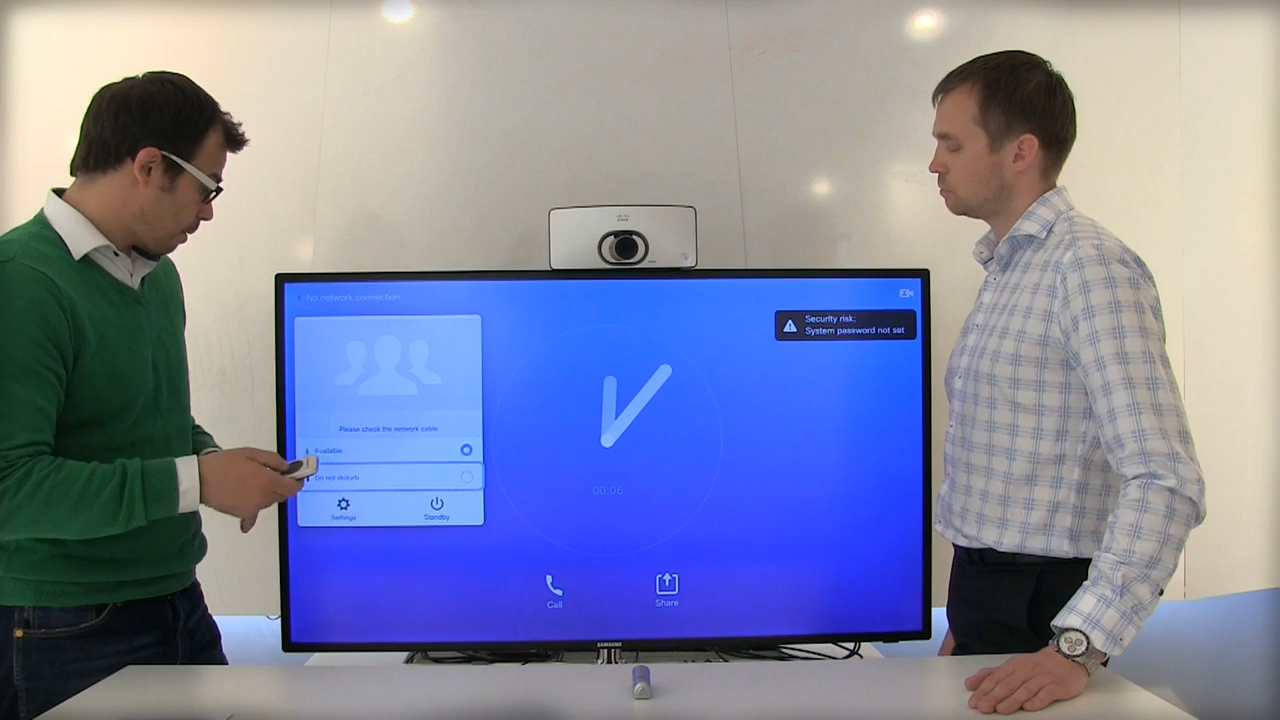 CISCO
No network connection
Security risk:
System password not set
Please check the network cable
Available
Do not disturb
Settings
Standby
00:06
Call
Share
SAMSUNG